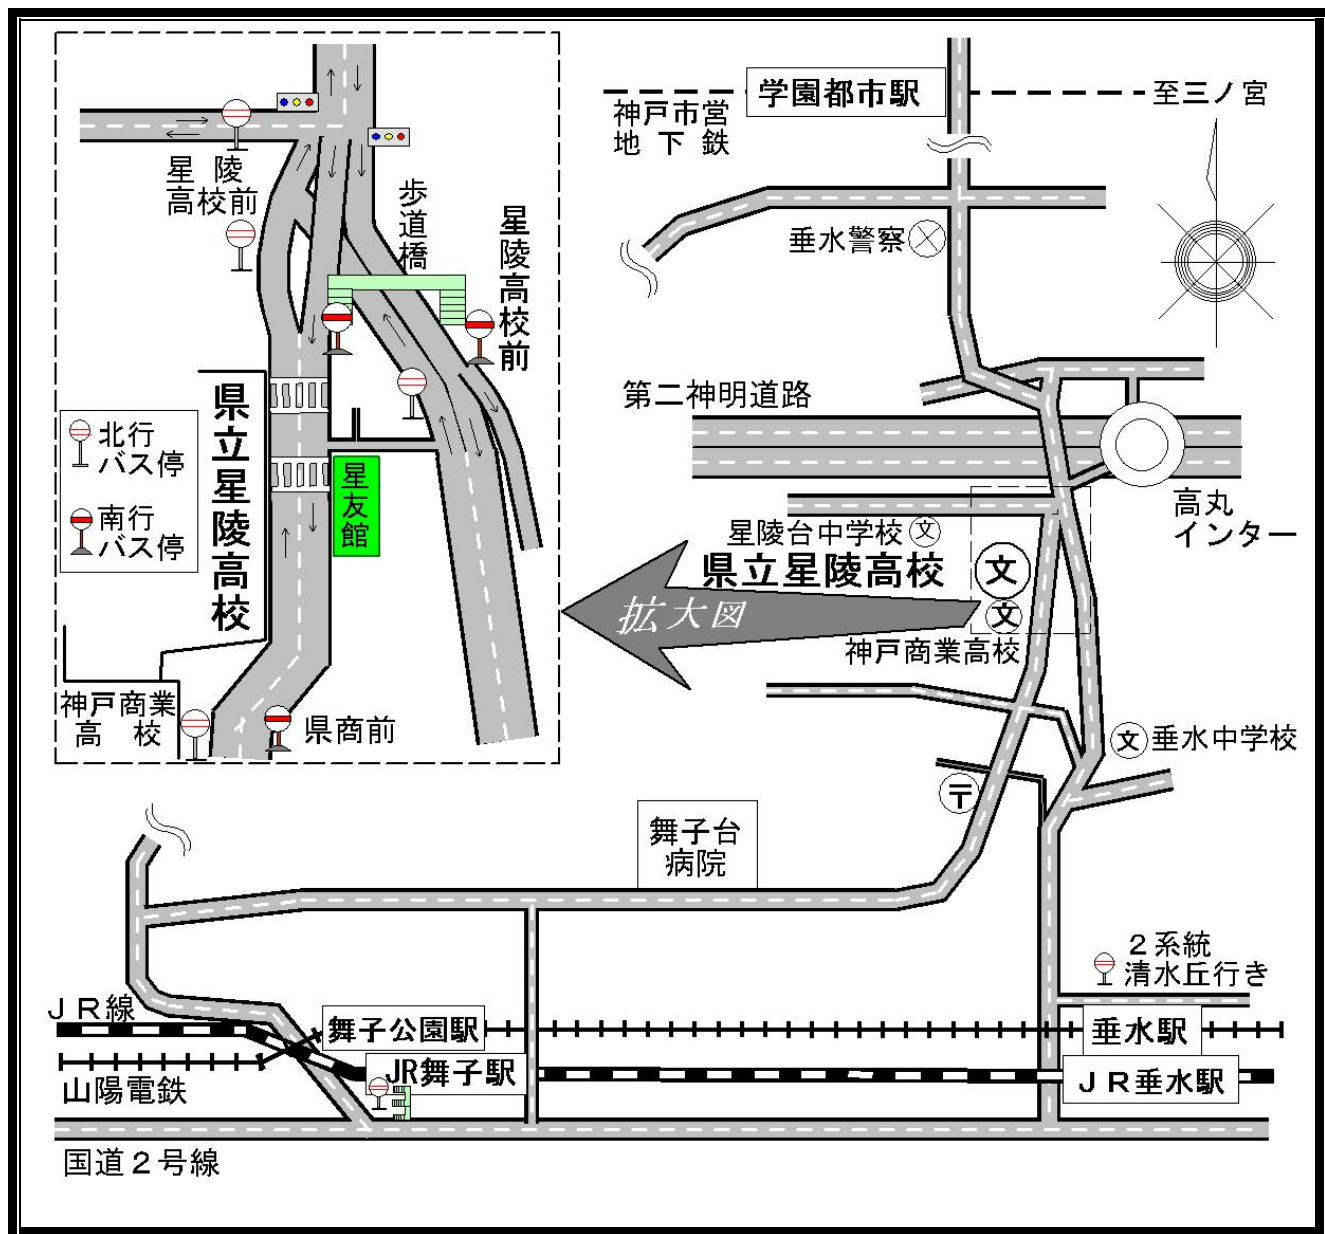 学園都市駅
神戸市営
地下鉄
至三ノ宮
星陵
高校前
歩道橋
星陵高校前
垂水警察
第二神明道路
県立星陵高校
北行
バス停
南行
バス停
星友館
高丸
インター
星陵台中学校
文
県立星陵高校
文
文
拡大図
神戸商業高校
神戸商業
高校
県商前
文
垂水中学校
〒
舞子台
病院
2系統
清水丘行き
JR線
舞子公園駅
垂水駅
JR舞子駅
JR垂水駅
山陽電鉄
国道2号線